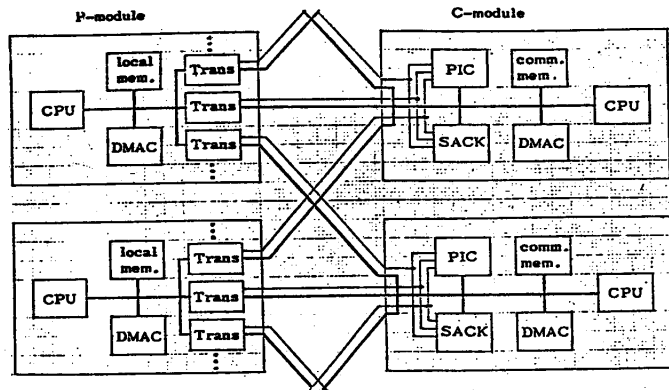 P-module
C-module
local
mem.
Trans
PIC
comm.
mem.
CPU
Trans
CPU
DMAC
Trans
SACK
DMAC
local
mem.
Trans
PIC
comm.
mem.
CPU
Trans
CPU
DMAC
Trans
SACK
DMAC